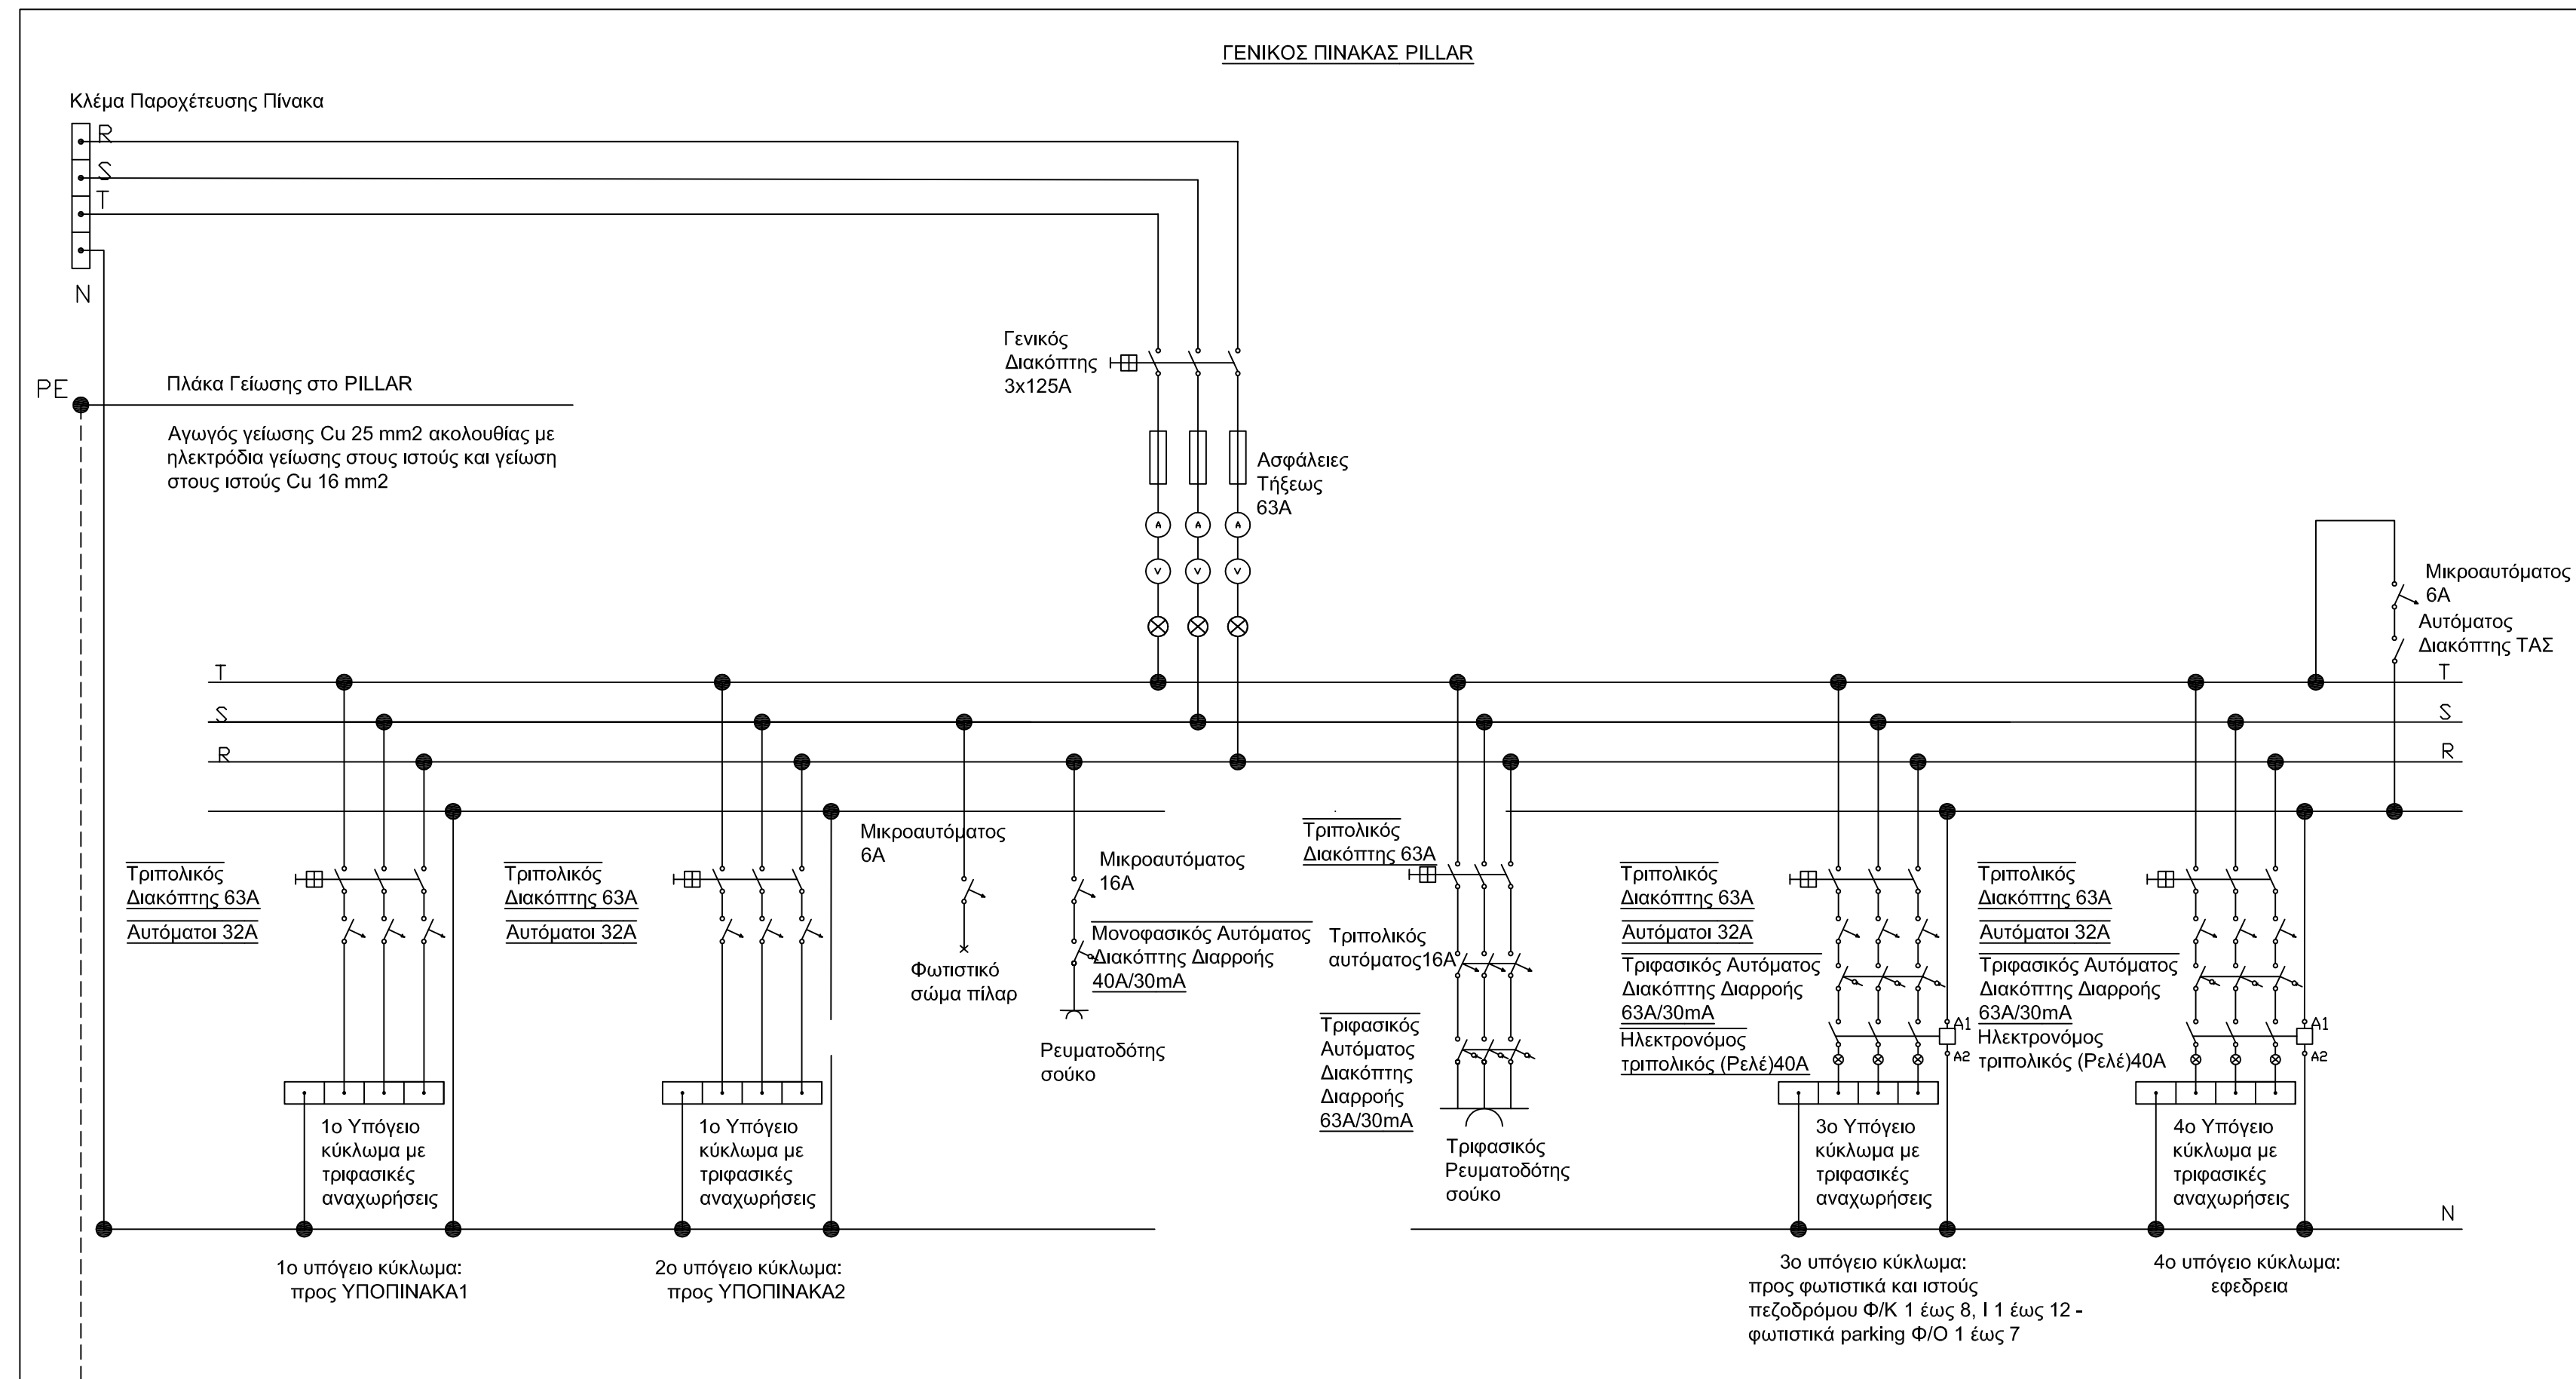 ΓΕΝΙΚΟΣ ΠΙΝΑΚΑΣ PILLAR
Κλέμα Παροχέτευσης Πίνακα
R
S
T
N
PE
Πλάκα Γείωσης στο PILLAR
Αγωγός γείωσης Cu 25 mm2 ακολουθίας με
ηλεκτρόδια γείωσης στους ιστούς και γείωση
στους ιστούς Cu 16 mm2
Γενικός
Διακόπτης
3x125A
Ασφάλειες
Τήξεως
63A
A A A
V V V
Μικροαυτόματος
6A
Αυτόματος
Διακόπτης ΤΑΣ
T
S
R
T
S
R
Τριπολικός
Διακόπτης 63A
Αυτόματοι 32A
1ο Υπόγειο
κύκλωμα με
τριφασικές
αναχωρήσεις
1ο υπόγειο κύκλωμα:
προς ΥΠΟΠΙΝΑΚΑ1
Τριπολικός
Διακόπτης 63A
Αυτόματοι 32A
1ο Υπόγειο
κύκλωμα με
τριφασικές
αναχωρήσεις
2ο υπόγειο κύκλωμα:
προς ΥΠΟΠΙΝΑΚΑ2
Μικροαυτόματος
6A
Φωτιστικό
σώμα πίλαρ
Μικροαυτόματος
16A
Μονοφασικός Αυτόματος
Διακόπτης Διαρροής
40A/30mA
Ρευματοδότης
σούκο
Τριπολικός
Διακόπτης 63A
Τριπολικός
αυτόματος16A
Τριφασικός
Αυτόματος
Διακόπτης
Διαρροής
63A/30mA
Τριφασικός
Ρευματοδότης
σούκο
Τριπολικός
Διακόπτης 63A
Αυτόματοι 32A
Τριφασικός Αυτόματος
Διακόπτης Διαρροής
63A/30mA
Ηλεκτρονόμος
τριπολικός (Ρελέ)40A
A1
A2
3ο Υπόγειο
κύκλωμα με
τριφασικές
αναχωρήσεις
3ο υπόγειο κύκλωμα:
προς φωτιστικά και ιστούς
πεζοδρόμου Φ/Κ 1 έως 8, Ι 1 έως 12 -
φωτιστικά parking Φ/Ο 1 έως 7
Τριπολικός
Διακόπτης 63A
Αυτόματοι 32A
Τριφασικός Αυτόματος
Διακόπτης Διαρροής
63A/30mA
Ηλεκτρονόμος
τριπολικός (Ρελέ)40A
A1
A2
4ο Υπόγειο
κύκλωμα με
τριφασικές
αναχωρήσεις
N
4ο υπόγειο κύκλωμα:
εφεδρεια